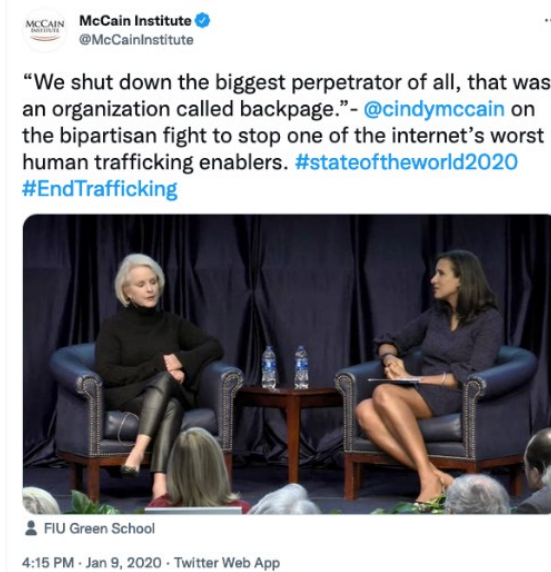 McCAIN
INSTITUTE
McCain Institute
@McCainInstitute
“We shut down the biggest perpetrator of all, that was
an organization called backpage.”- @cindymccain on
the bipartisan fight to stop one of the internet’s worst
human trafficking enablers. #stateoftheworld2020
#EndTrafficking
FIU Green School
4:15 PM · Jan 9, 2020 · Twitter Web App